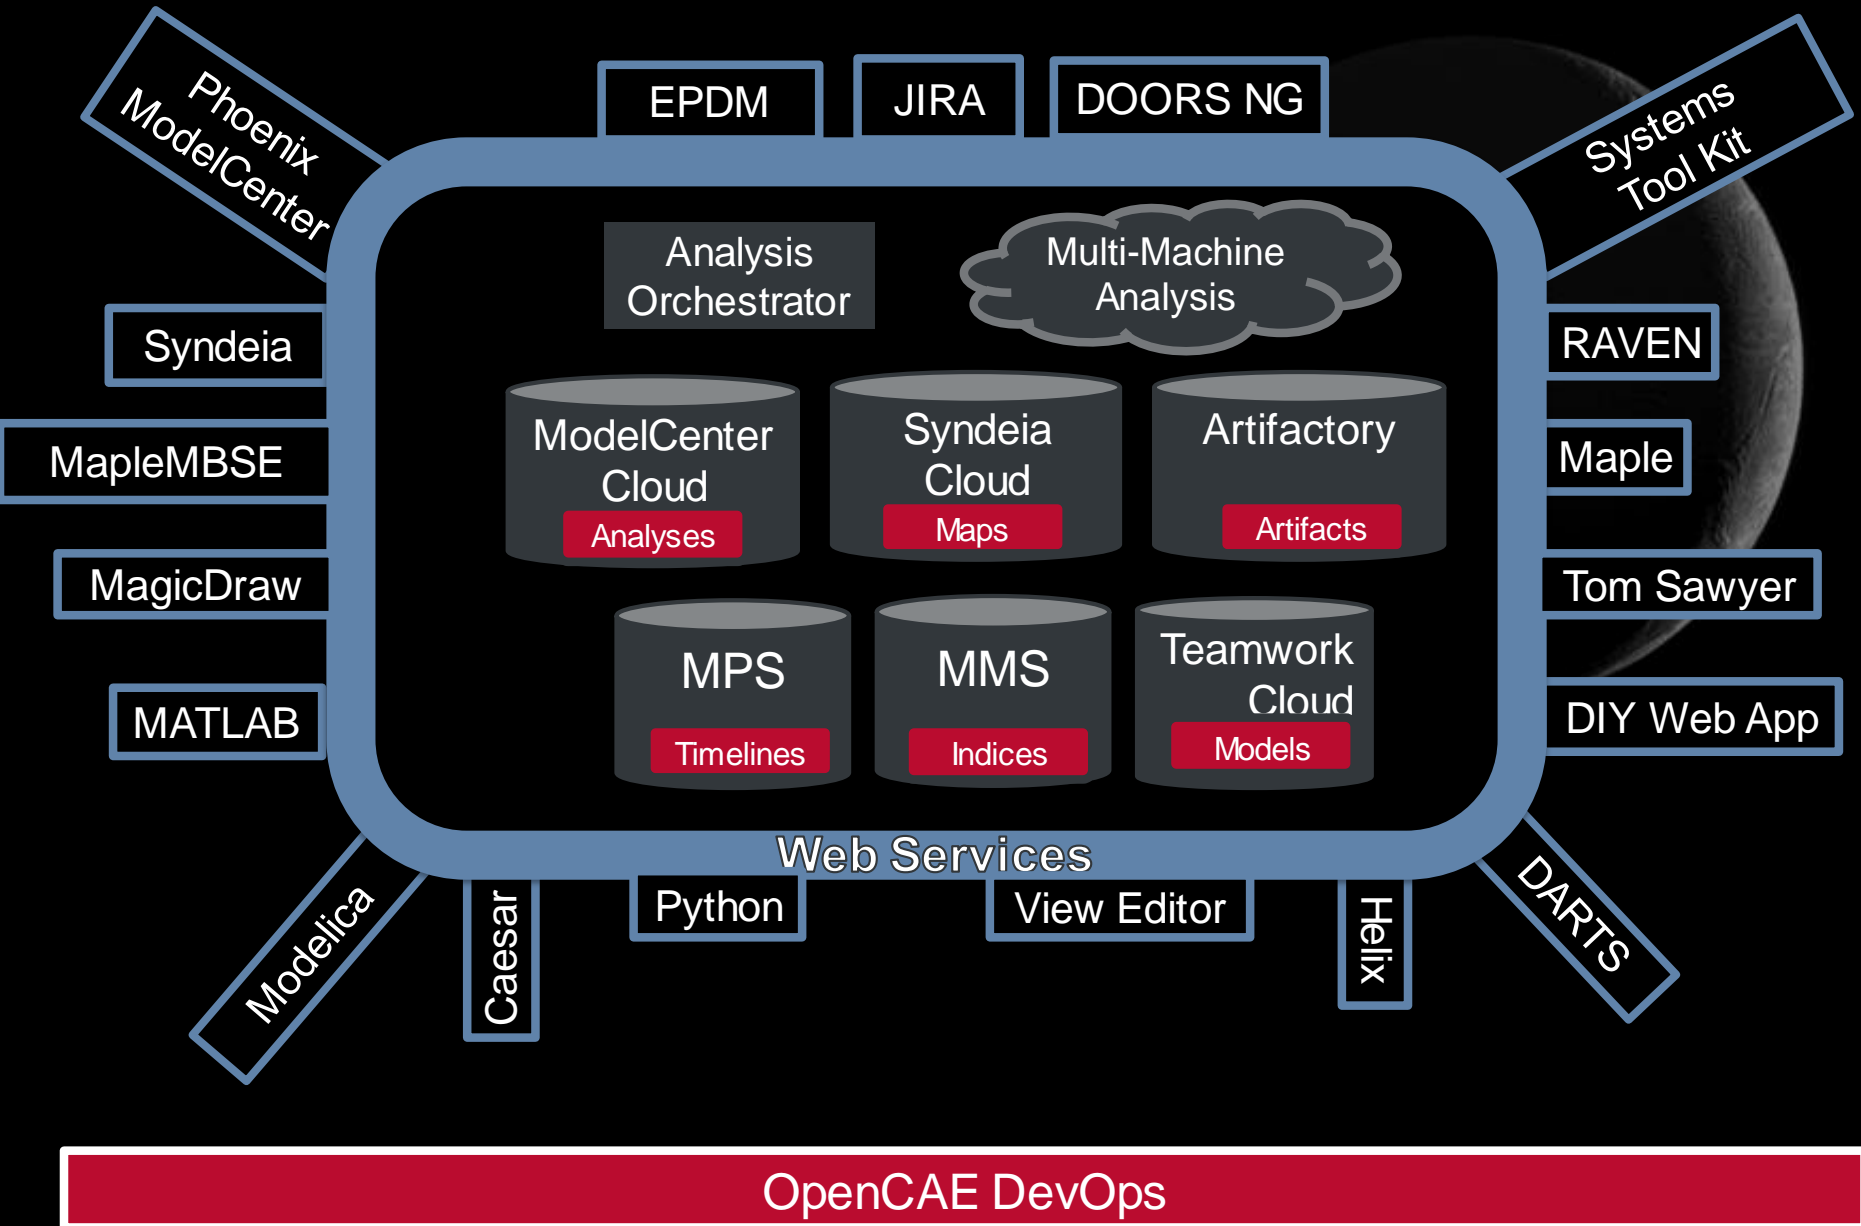 Phoenix
ModelCenter
EPDM
JIRA
DOORS NG
Systems
Tool Kit
Analysis
Orchestrator
Multi-Machine
Analysis
Syndeia
RAVEN
MapleMBSE
Maple
ModelCenter
Cloud
Analyses
Syndeia
Cloud
Maps
Artifactory
Artifacts
MagicDraw
Tom Sawyer
MPS
Timelines
MMS
Indices
Teamwork
Cloud
Models
MATLAB
DIY Web App
Web Services
Modelica
Caesar
Python
View Editor
Helix
DARTS
OpenCAE DevOps